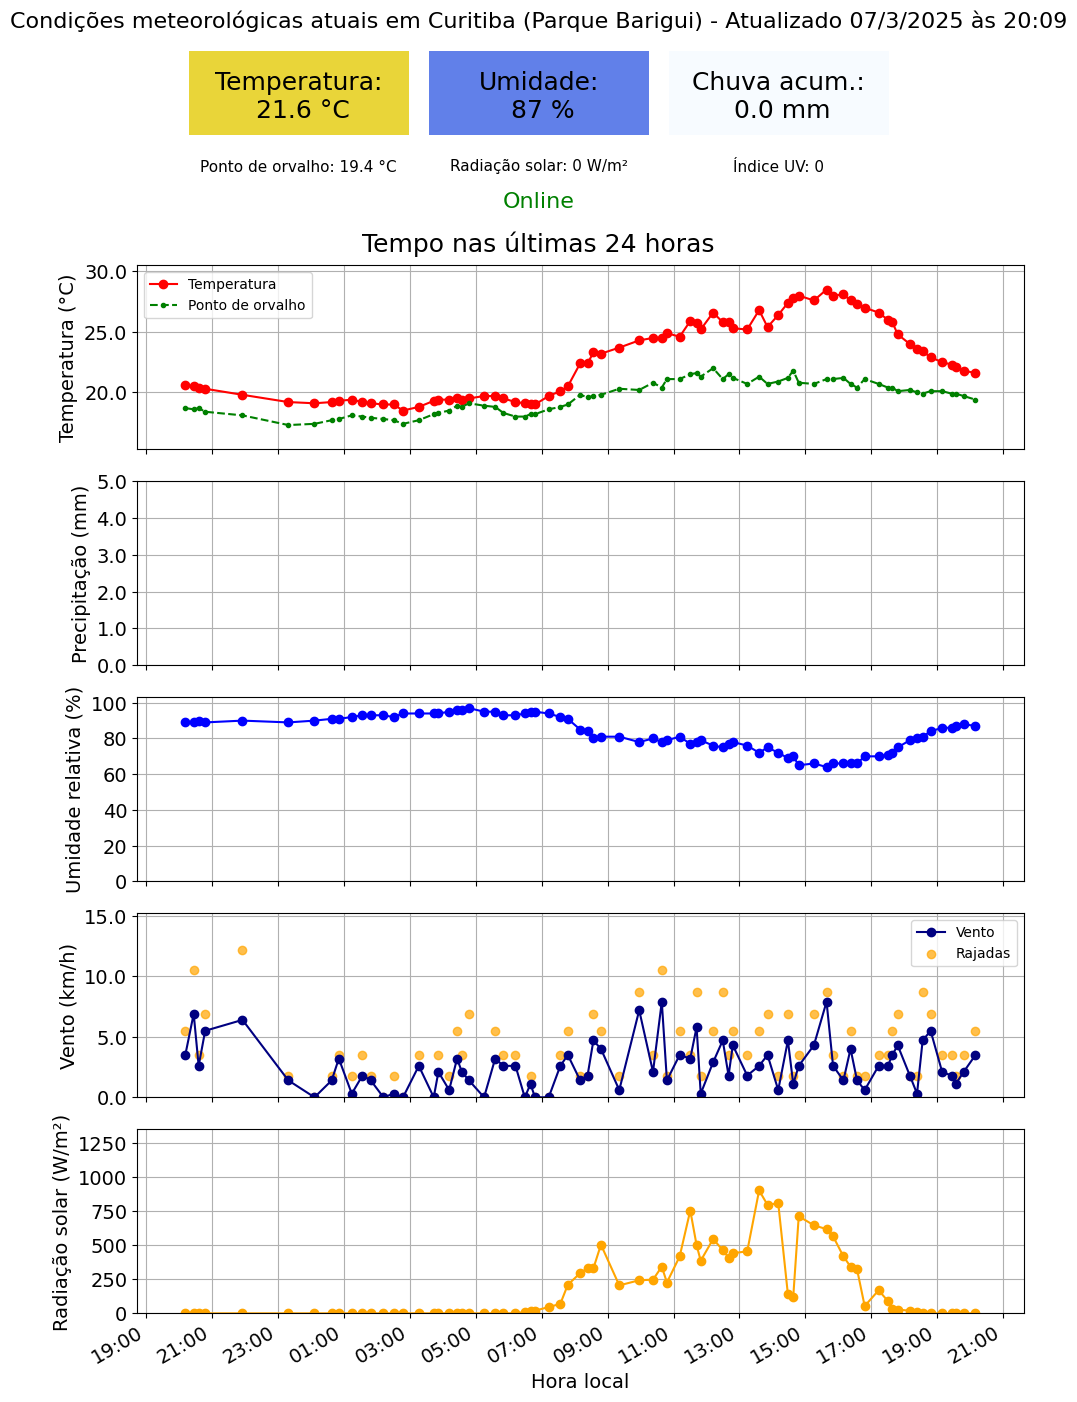 Condições meteorológicas atuais em Curitiba (Parque Barigui) - Atualizado 07/3/2025 às 20:09
Temperatura:
21.6 °C
Umidade:
87 %
Chuva acum.:
0.0 mm
Ponto de orvalho: 19.4 °C
Radiação solar: 0 W/m²
Índice UV: 0
Online
Tempo nas últimas 24 horas
Temperatura (°C)
30.0
25.0
20.0
Temperatura
Ponto de orvalho
Precipitação (mm)
5.0
4.0
3.0
2.0
1.0
0.0
Umidade relativa (%)
100
80
60
40
20
0
Vento (km/h)
15.0
10.0
5.0
0.0
Vento
Rajadas
Radiação solar (W/m²)
1250
1000
750
500
250
0
19:00
21:00
23:00
01:00
03:00
05:00
07:00
09:00
11:00
13:00
15:00
17:00
19:00
21:00
Hora local